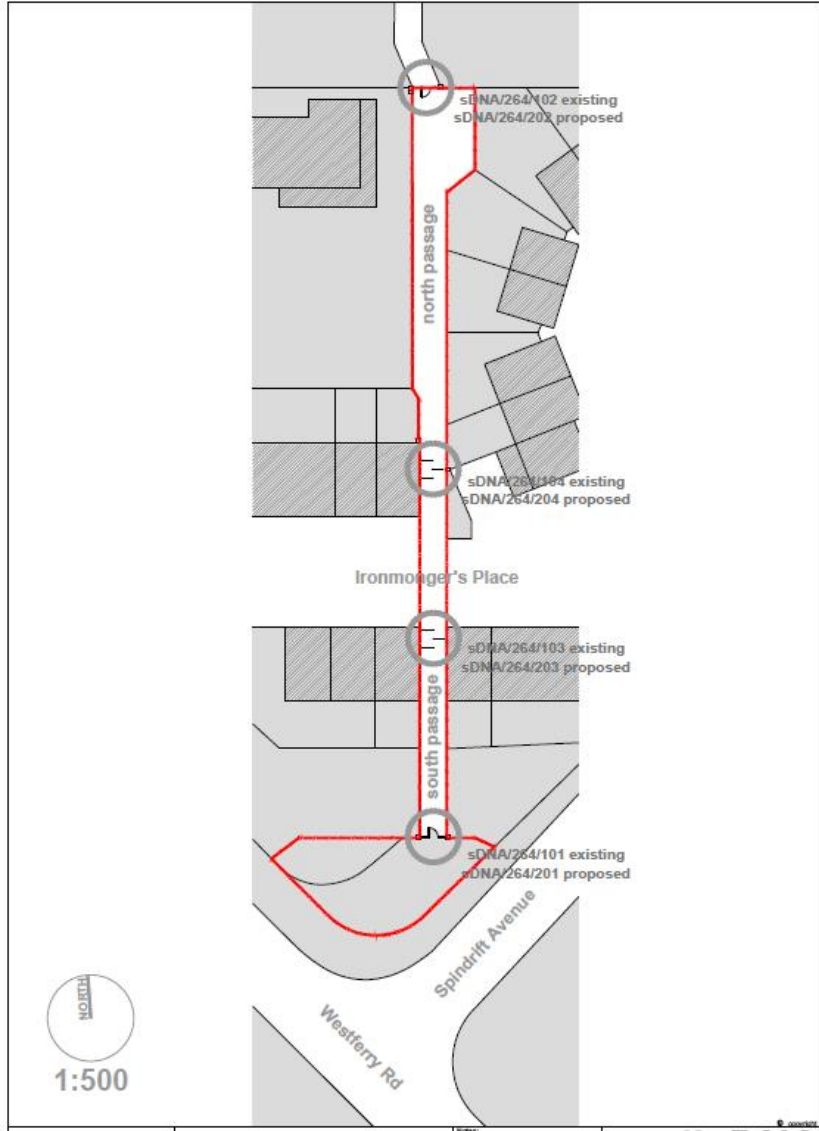 sDNA/264/102 existing
sDNA/264/202 proposed
north passage
sDNA/264/104 existing
sDNA/264/204 proposed
Ironmonger's Place
sDNA/264/103 existing
sDNA/264/203 proposed
south passage
sDNA/264/101 existing
sDNA/264/201 proposed
Spindrift Avenue
Westferry Rd
NORTH
1:500
© copyright